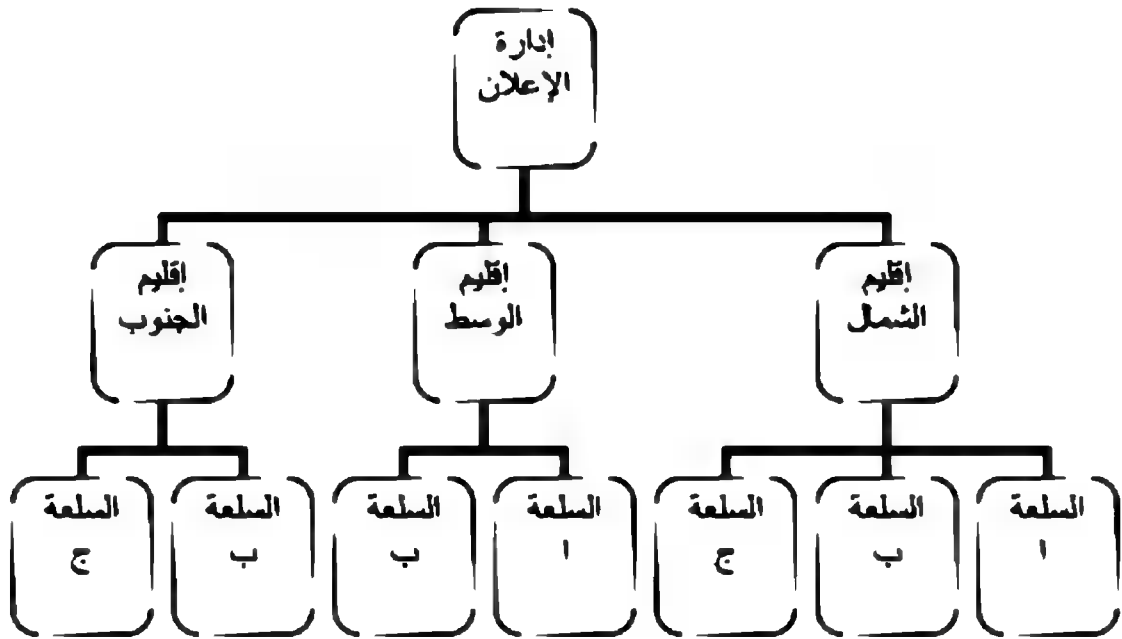 إدارة
الإعلان
إقليم
الشمال
إقليم
الوسط
إقليم
الجنوب
السلعة
ا
السلعة
ب
السلعة
ج
السلعة
ا
السلعة
ب
السلعة
ب
السلعة
ج